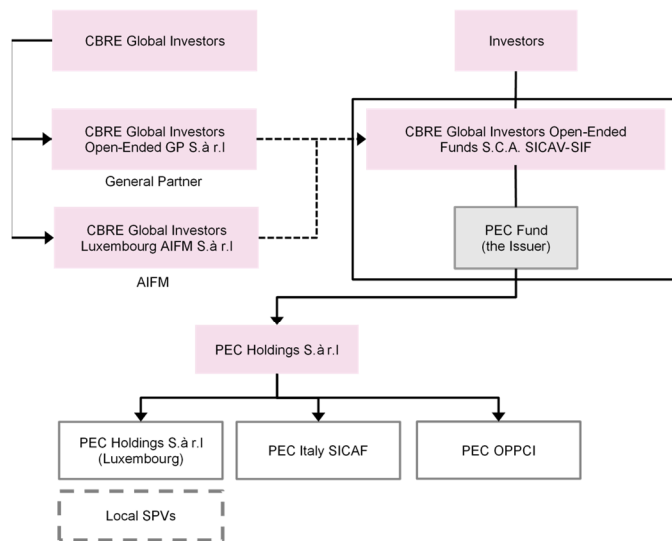 CBRE Global Investors
Investors
CBRE Global Investors
Open-Ended GP S.à r.l
General Partner
CBRE Global Investors Open-Ended
Funds S.C.A. SICAV-SIF
CBRE Global Investors
Luxembourg AIFM S.à r.l
AIFM
PEC Fund
(the Issuer)
PEC Holdings S.à r.l
PEC Holdings S.à r.l
(Luxembourg)
PEC Italy SICAF
PEC OPPCI
Local SPVs